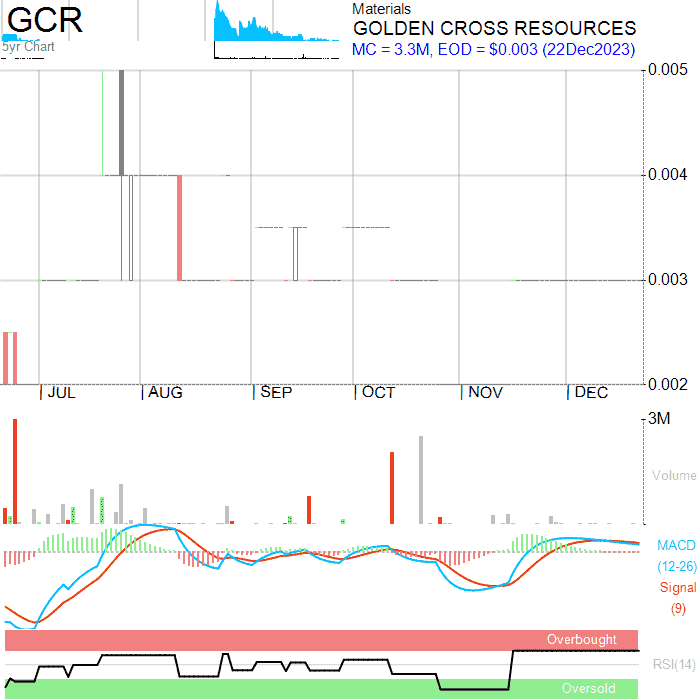 GCR
5yr Chart
Materials
GOLDEN CROSS RESOURCES
MC = 3.3M, EOD = $0.003 (22Dec2023)
0.005
0.004
0.003
0.002
JUL AUG SEP OCT NOV DEC
3M
Volume
MACD
(12-26)
Signal
(9)
Overbought
RSI(14)
Oversold